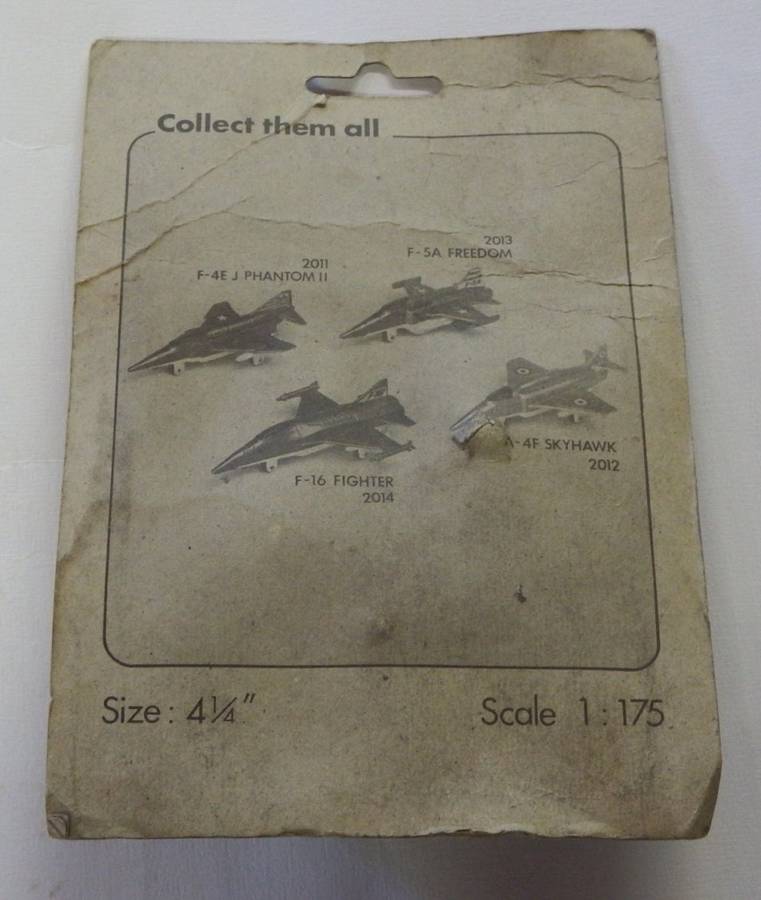 Collect them all
2011
F-4E J PHANTOM II
2013
F-5A FREEDOM
F-16 FIGHTER
2014
A-4F SKYHAWK
2012
Size: 4¼"
Scale 1:175